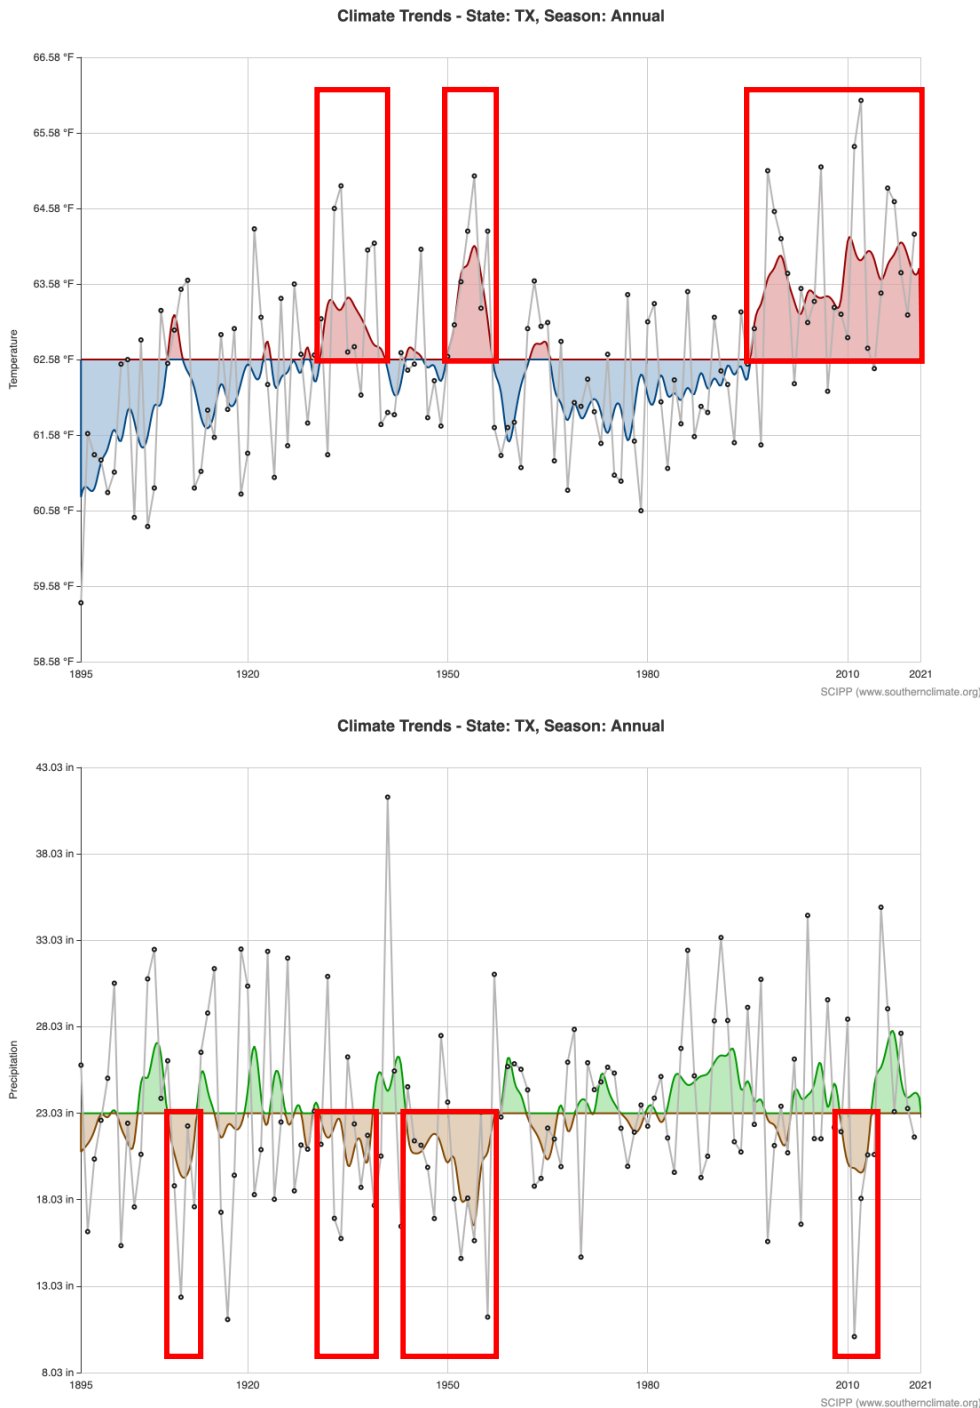 Climate Trends - State: TX, Season: Annual
66.58 °F
65.58 °F
64.58 °F
63.58 °F
62.58 °F
61.58 °F
60.58 °F
59.58 °F
58.58 °F
Temperature
1895 1920 1950 1980 2010 2021
SCIPP (www.southernclimate.org)
Climate Trends - State: TX, Season: Annual
43.03 in
38.03 in
33.03 in
28.03 in
23.03 in
18.03 in
13.03 in
8.03 in
Precipitation
1895 1920 1950 1980 2010 2021
SCIPP (www.southernclimate.org)